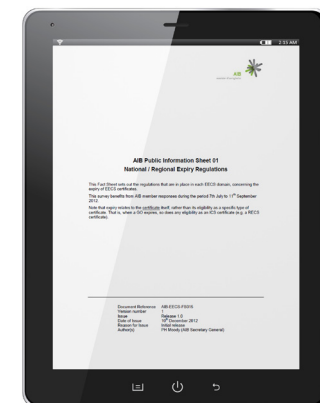 2:33 AM
AIB
AIB Public Information Sheet 01
National / Regional Expiry Regulations
This Fact Sheet sets out the regulations that are in place in each EECS domain, concerning the
expiry of EECS certificates.
This survey benefits from AIB member responses during the period 7th July to 11th September
2012.
Note that expiry relates to the certificate itself, rather than its eligibility as a specific type of
certificate. That is, when a GO expires, so does any eligibility as an ICS certificate (e.g. a RECS
certificate).
Document Reference AIB-EECS-FS01b
Version number 1
Issue Release 1.0
Date of Issue 19th December 2012
Reason for Issue Initial release
Author(s) PH Moody (AIB Secretary General)